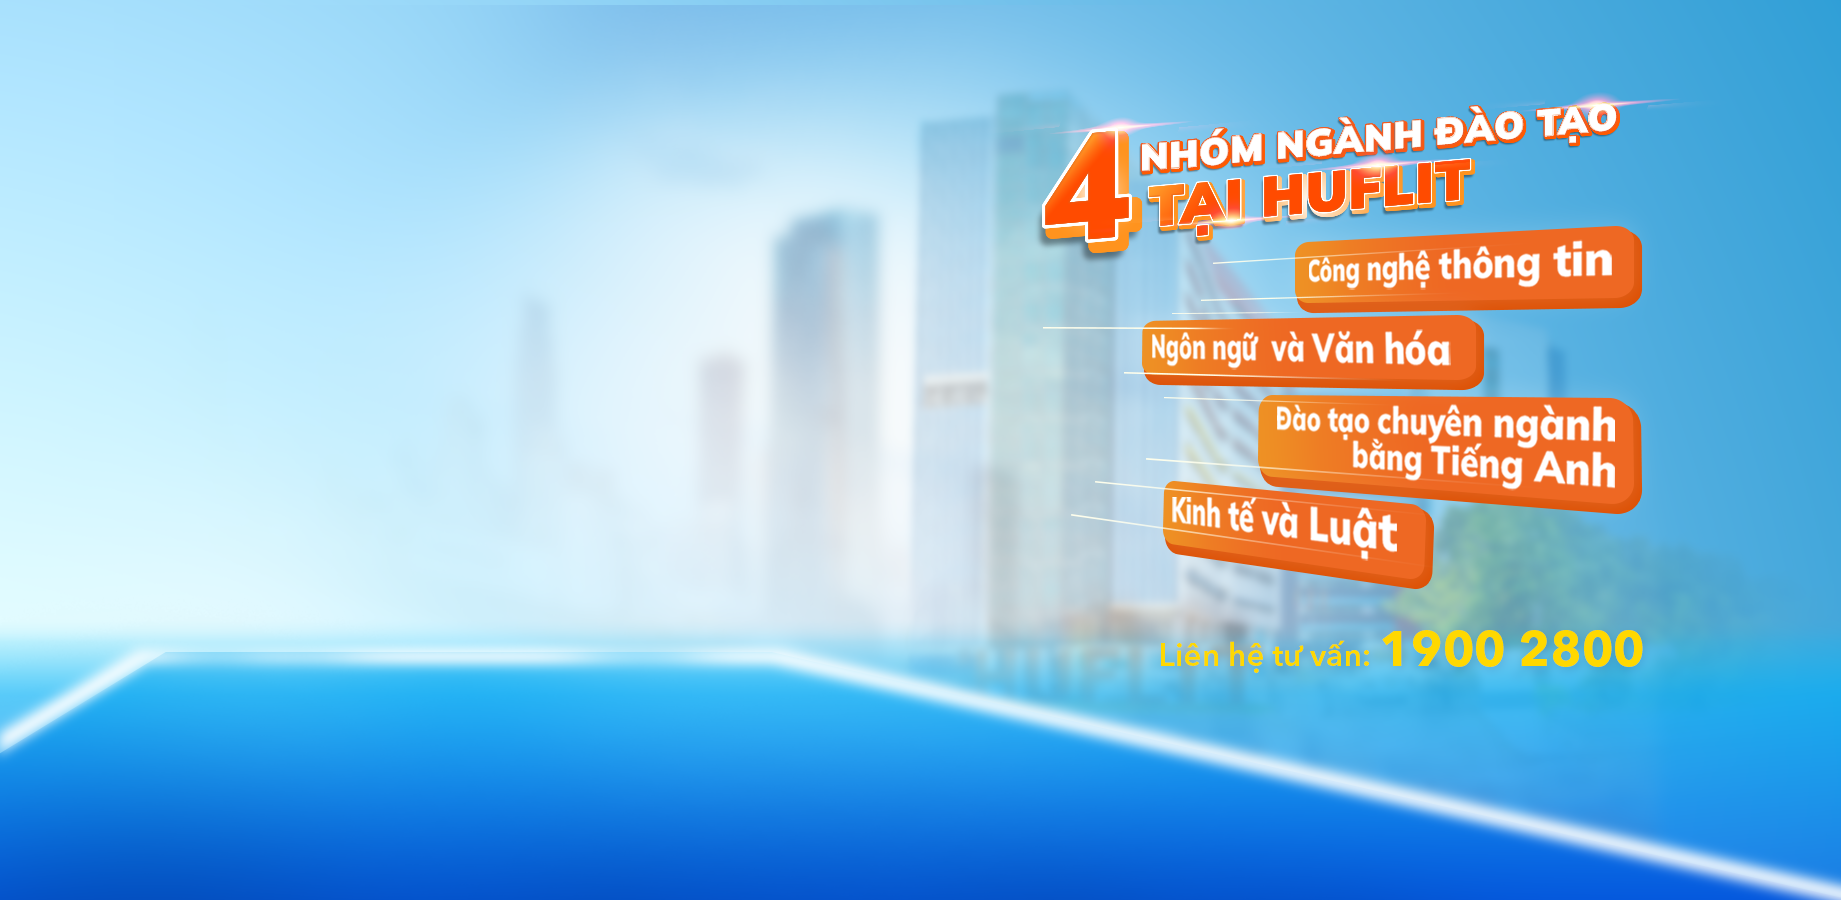 4 NHÓM NGÀNH ĐÀO TẠO
TẠI HUFLIT
Công nghệ thông tin
Ngôn ngữ và Văn hóa
Đào tạo chuyên ngành
bằng Tiếng Anh
Kinh tế và Luật
Liên hệ tư vấn: 1900 2800